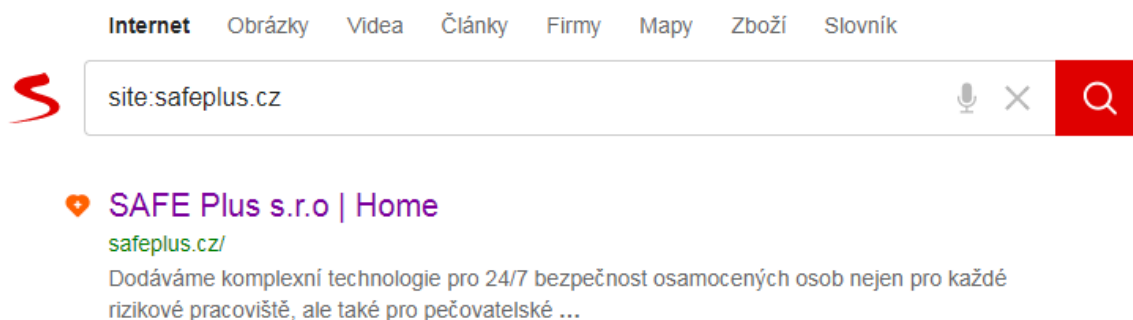 Internet Obrázky Videa Články Firmy Mapy Zboží Slovník
site:safeplus.cz
SAFE Plus s.r.o | Home
safeplus.cz/
Dodáváme komplexní technologie pro 24/7 bezpečnost osamocených osob nejen pro každé
rizikové pracoviště, ale také pro pečovatelské ...